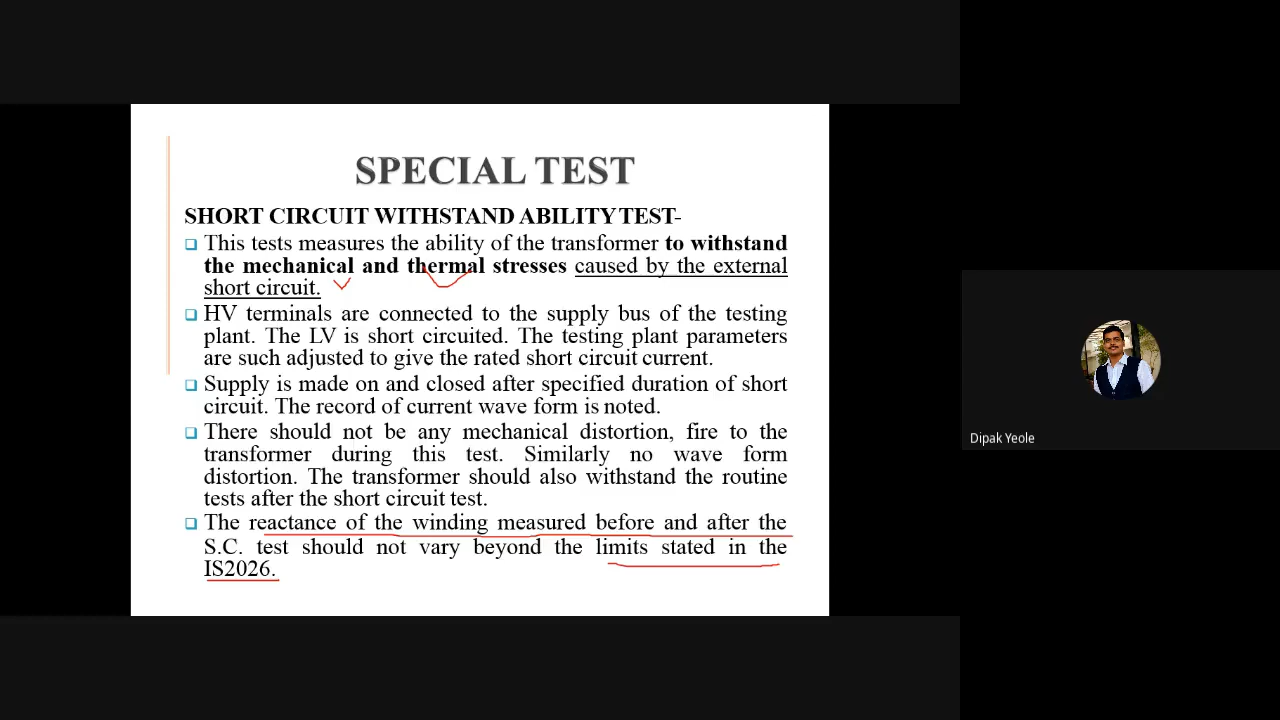 SPECIAL TEST
SHORT CIRCUIT WITHSTAND ABILITY TEST-
This tests measures the ability of the transformer to withstand
the mechanical and thermal stresses caused by the external
short circuit.
HV terminals are connected to the supply bus of the testing
plant. The LV is short circuited. The testing plant parameters
are such adjusted to give the rated short circuit current.
Supply is made on and closed after specified duration of short
circuit. The record of current wave form is noted.
There should not be any mechanical distortion, fire to the
transformer during this test. Similarly no wave form
distortion. The transformer should also withstand the routine
tests after the short circuit test.
The reactance of the winding measured before and after the
S.C. test should not vary beyond the limits stated in the
IS2026.
Dipak Yeole